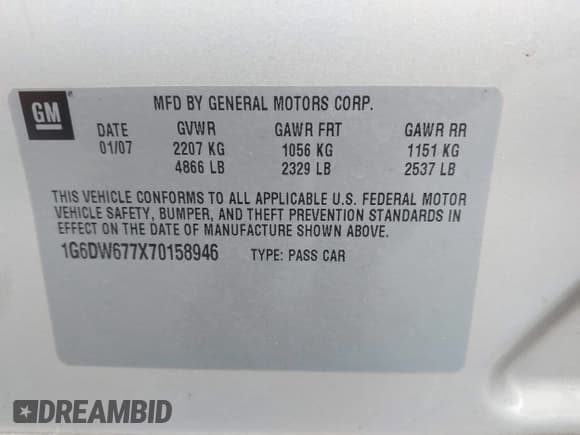 GM
MFD BY GENERAL MOTORS CORP.
DATE GVWR GAWR FRT GAWR RR
01/07 2207 KG 1056 KG 1151 KG
4866 LB 2329 LB 2537 LB
THIS VEHICLE CONFORMS TO ALL APPLICABLE U.S. FEDERAL MOTOR
VEHICLE SAFETY, BUMPER, AND THEFT PREVENTION STANDARDS IN
EFFECT ON THE DATE OF MANUFACTURE SHOWN ABOVE.
1G6DW677X70158946 TYPE: PASS CAR
DREAMBID